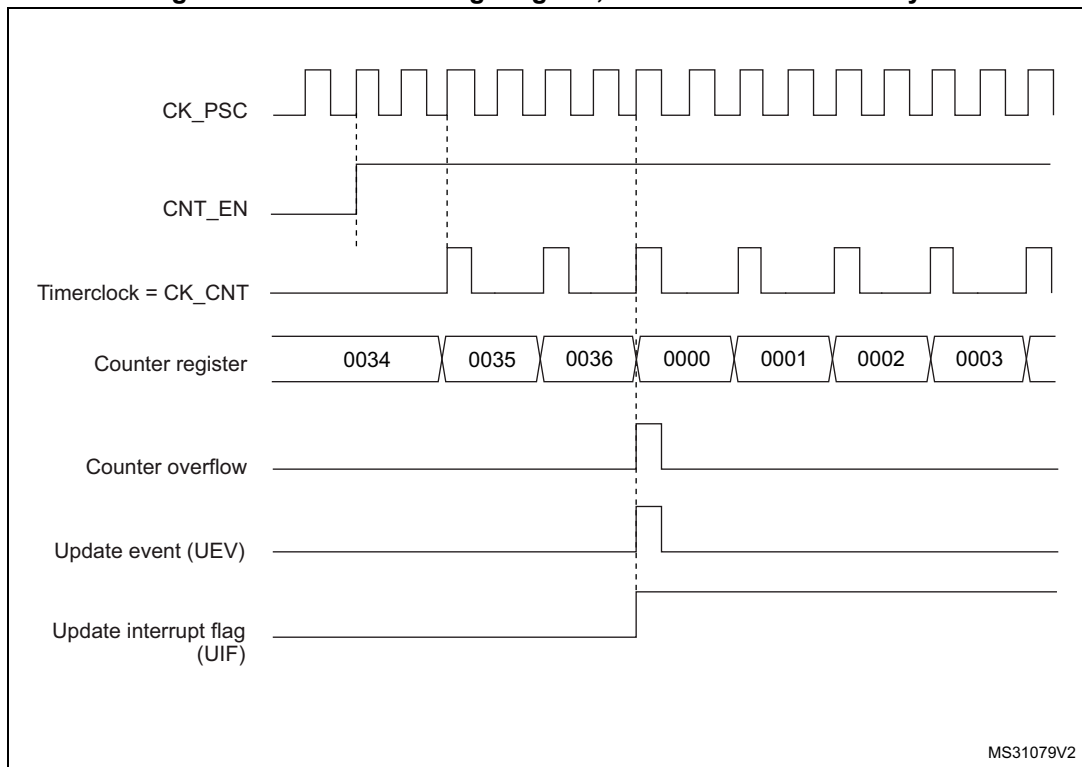 CK_PSC
CNT_EN
Timerclock = CK_CNT
Counter register
0034
0035
0036
0000
0001
0002
0003
Counter overflow
Update event (UEV)
Update interrupt flag
(UIF)
MS31079V2